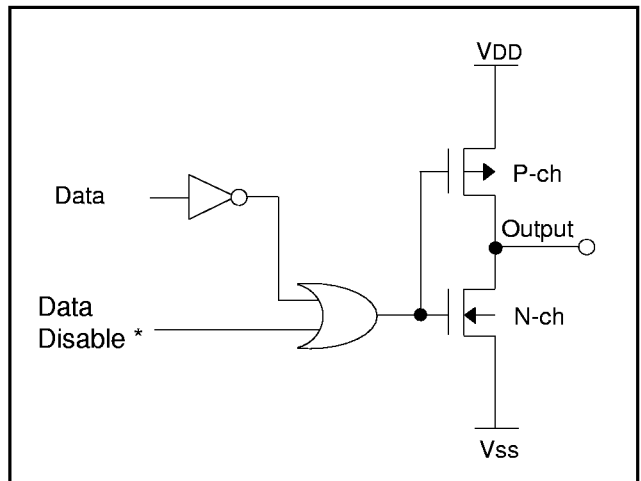 VDD
P-ch
Data
Output
Data
Disable *
N-ch
Vss